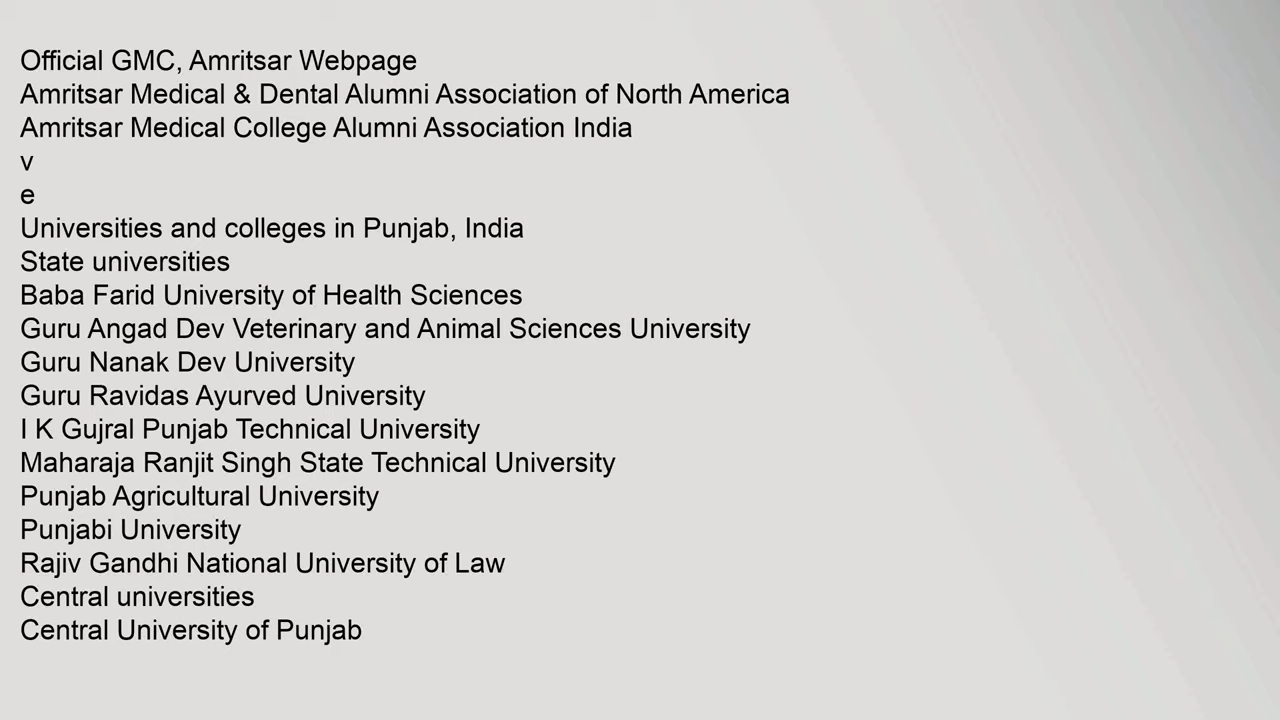 Official GMC, Amritsar Webpage
Amritsar Medical & Dental Alumni Association of North America
Amritsar Medical College Alumni Association India
v
e
Universities and colleges in Punjab, India
State universities
Baba Farid University of Health Sciences
Guru Angad Dev Veterinary and Animal Sciences University
Guru Nanak Dev University
Guru Ravidas Ayurved University
I K Gujral Punjab Technical University
Maharaja Ranjit Singh State Technical University
Punjab Agricultural University
Punjabi University
Rajiv Gandhi National University of Law
Central universities
Central University of Punjab